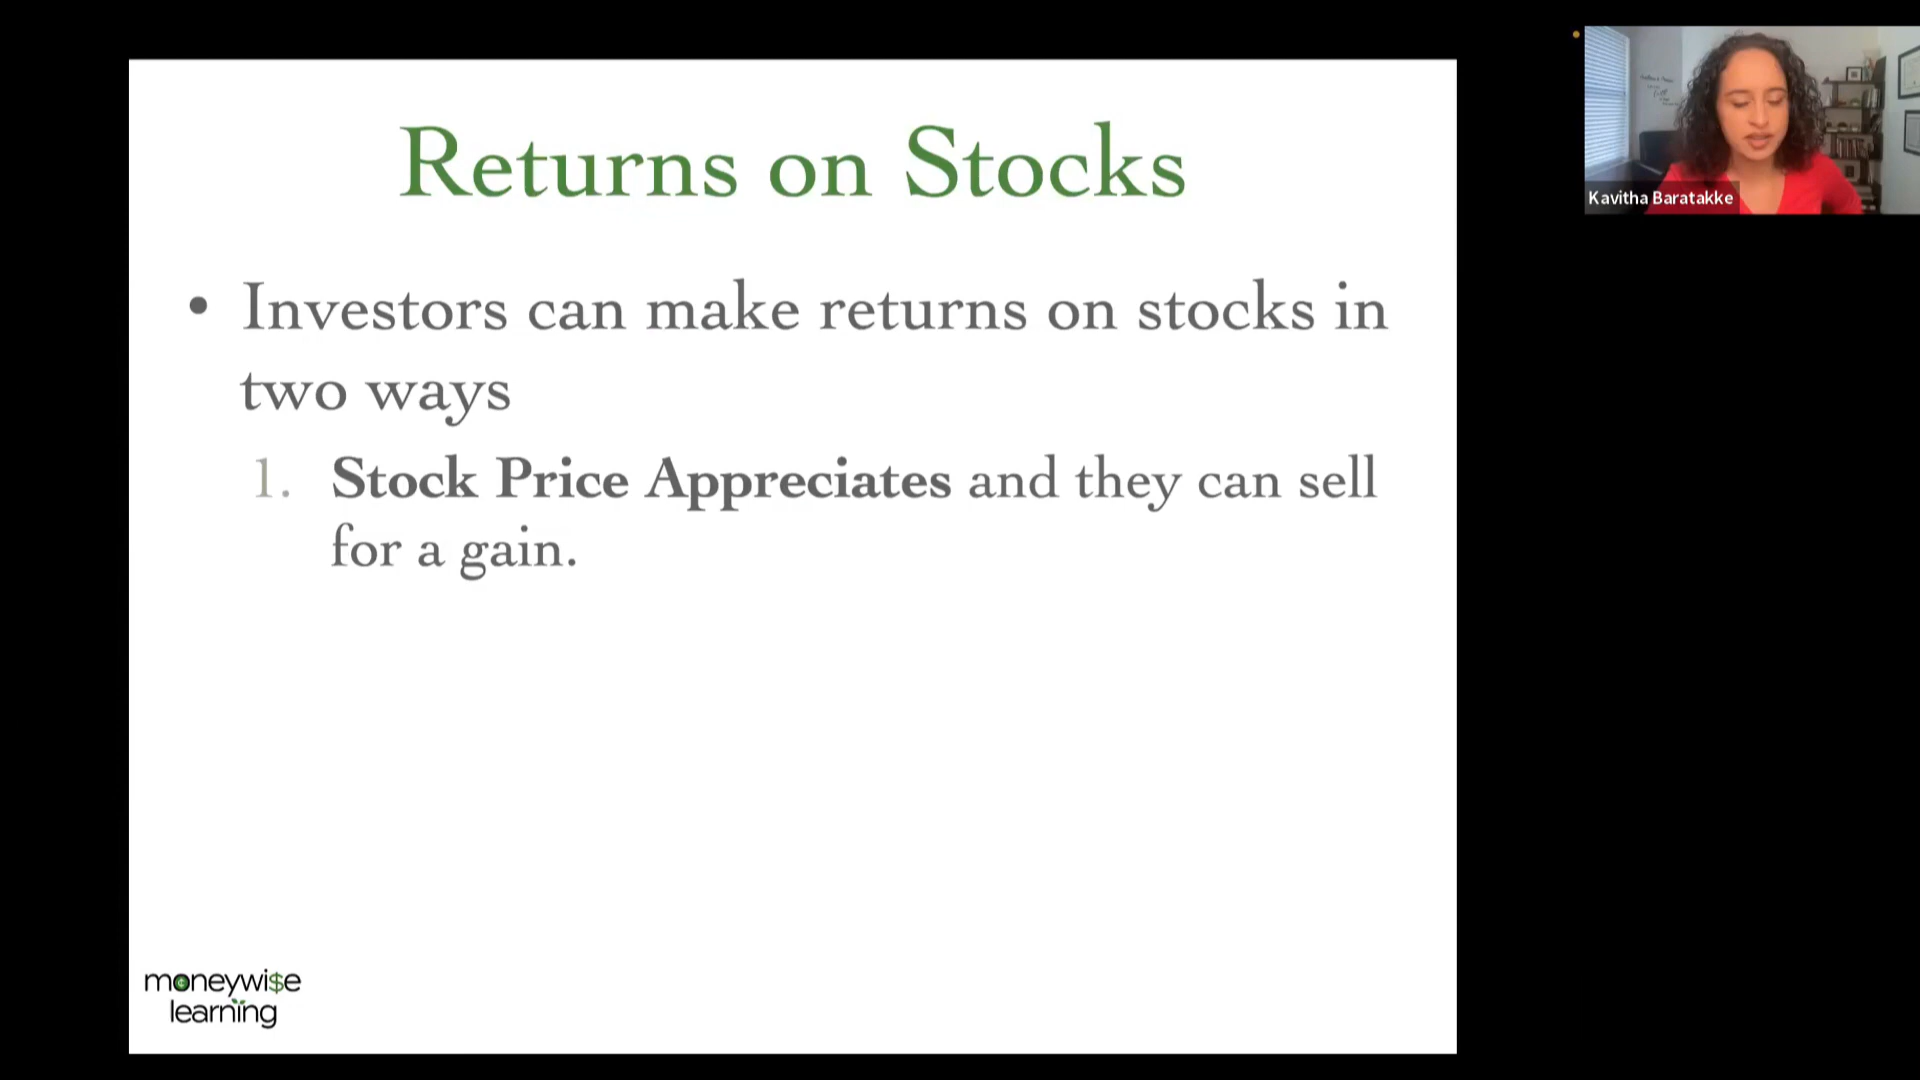 Returns on Stocks
• Investors can make returns on stocks in
two ways
1. Stock Price Appreciates and they can sell
for a gain.
moneywi$e
learning
Kavitha Baratakke